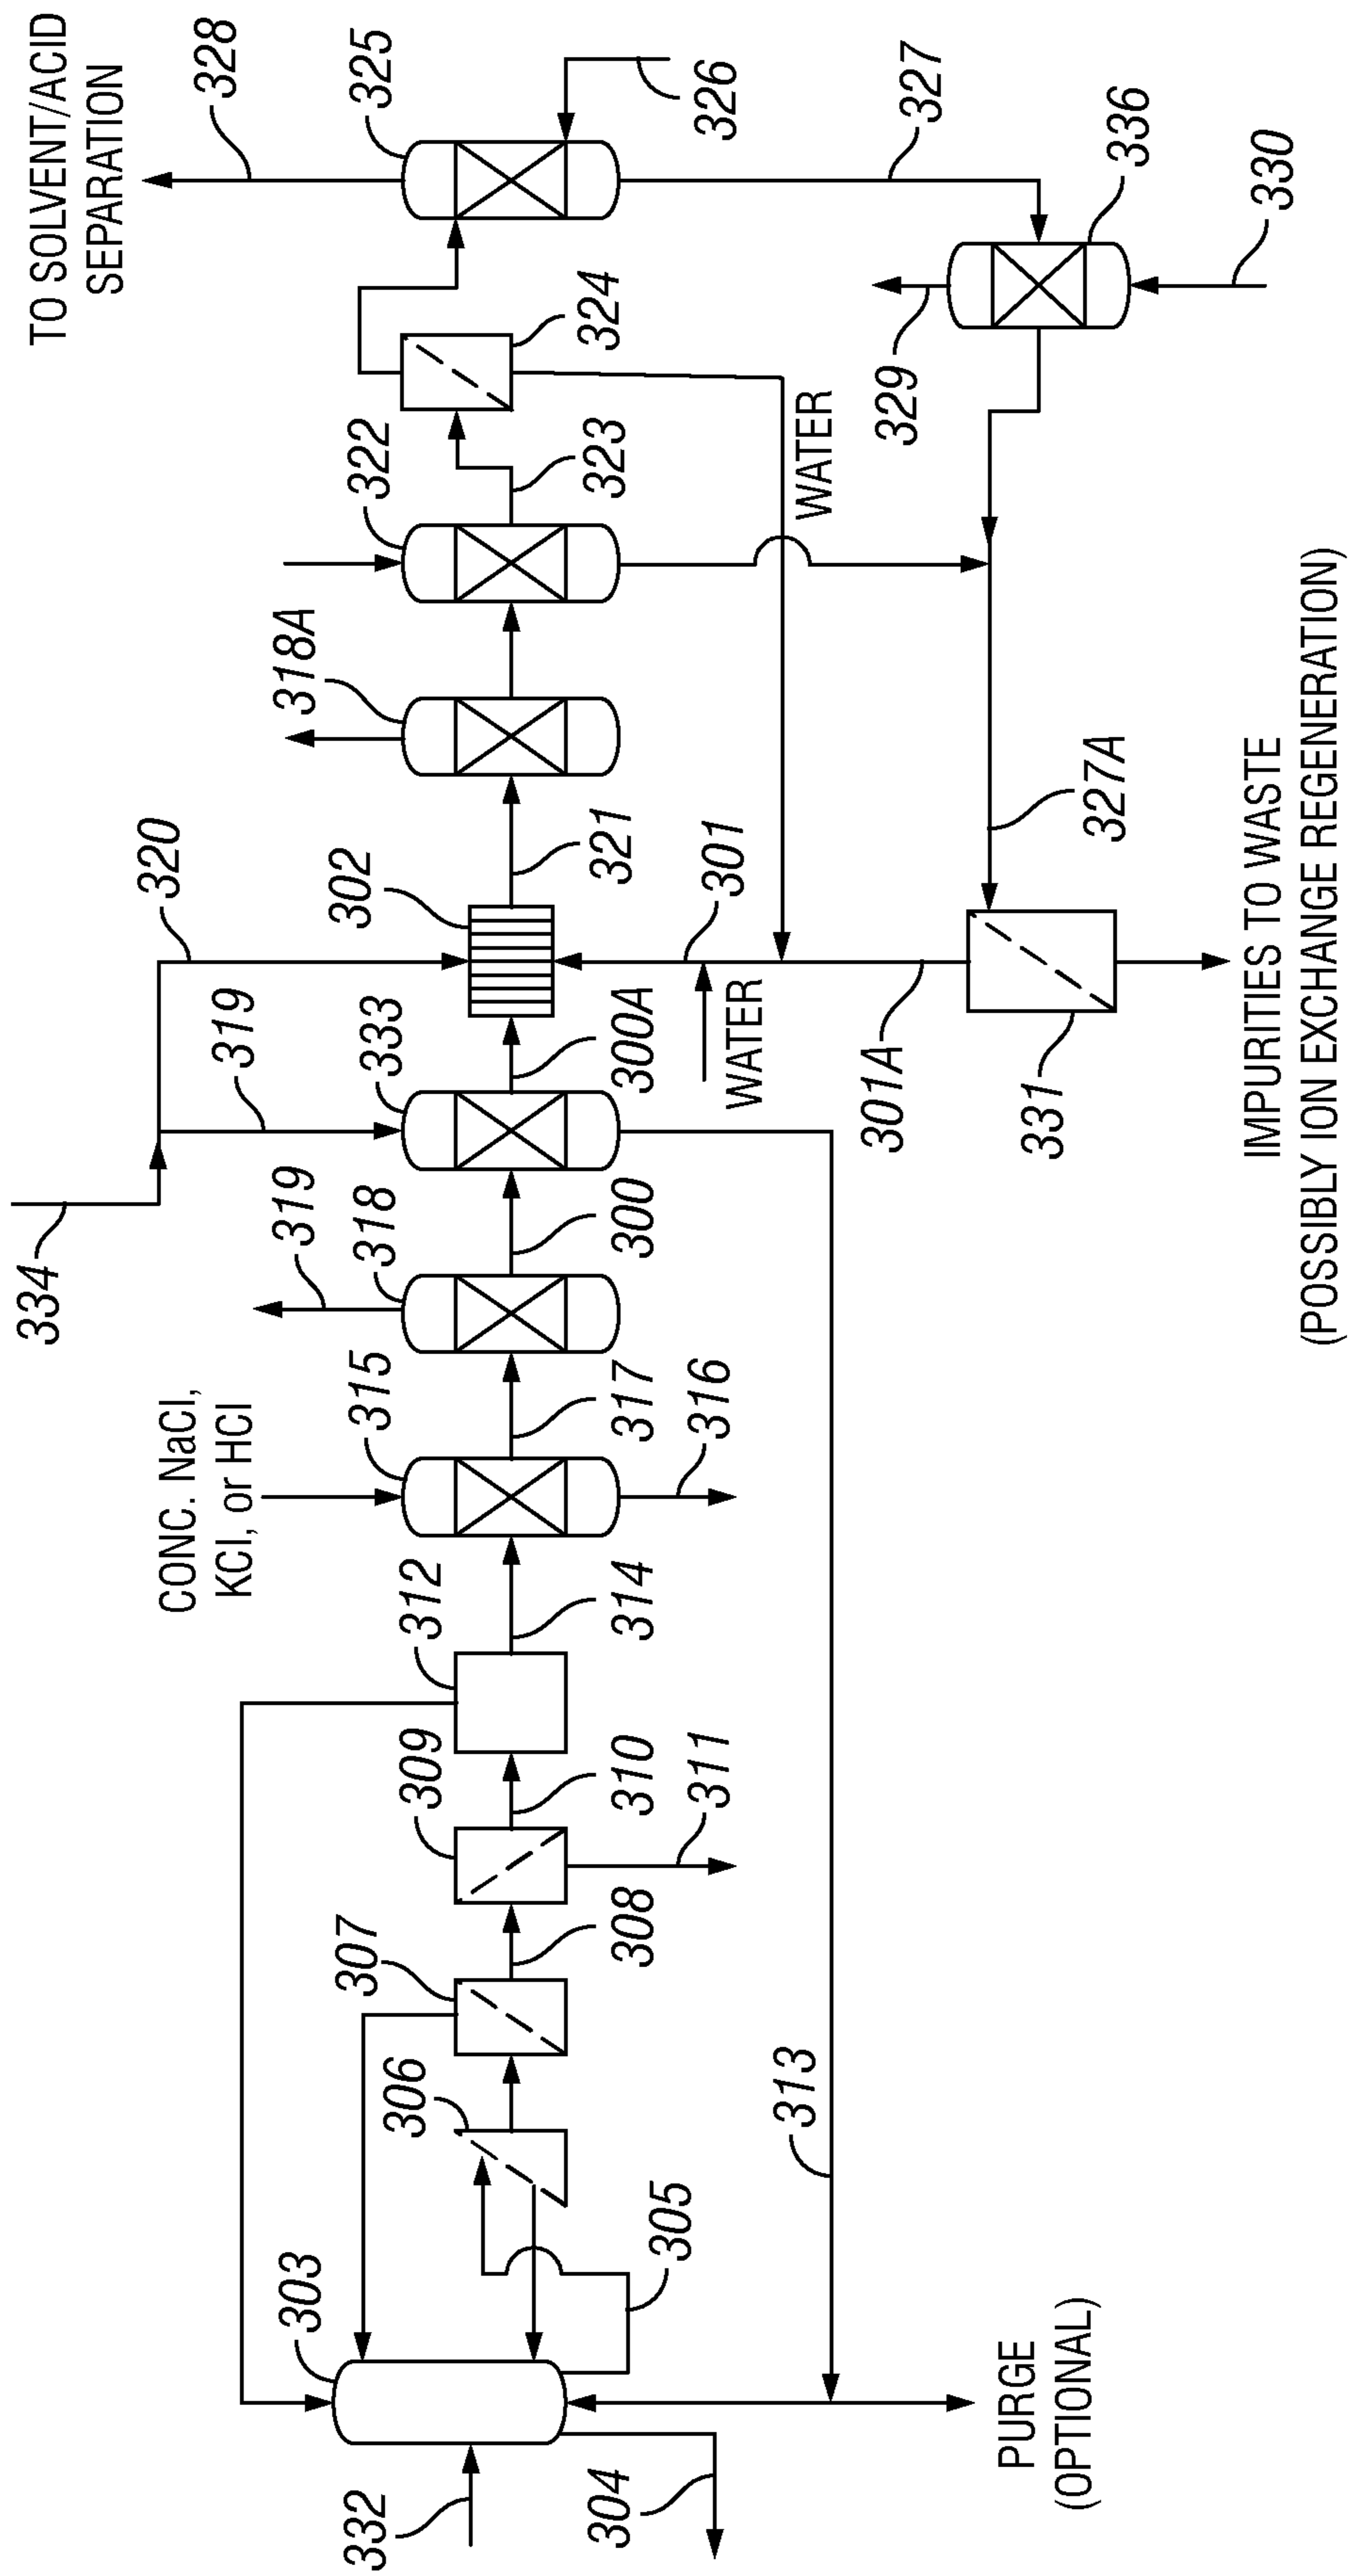 TO SOLVENT/ACID
SEPARATION
328
325
326
327
336
330
329
324
322
323
WATER
318A
327A
320
302
321
301
319
333
300A
WATER
301A
331
IMPURITIES TO WASTE
(POSSIBLY ION EXCHANGE REGENERATION)
334
319
318
300
CONC. NaCl,
KCl, or HCl
315
317
316
312
314
309
310
311
307
308
306
313
303
305
332
304
PURGE
(OPTIONAL)